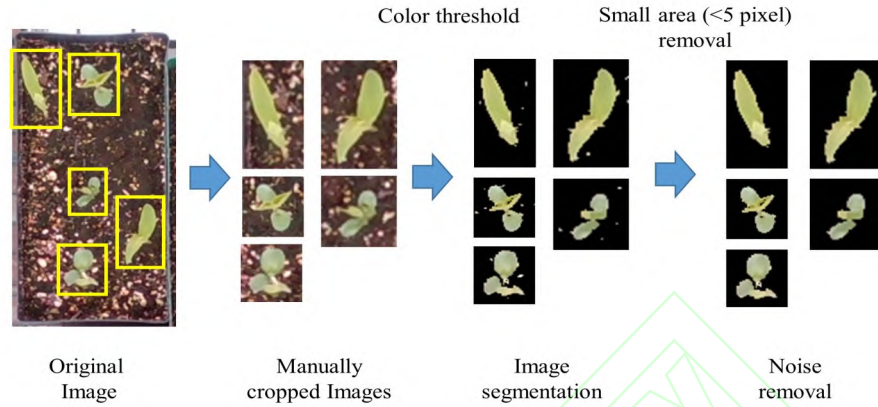 Color threshold
Small area (<5 pixel)
removal
Original
Image
Manually
cropped Images
Image
segmentation
Noise
removal